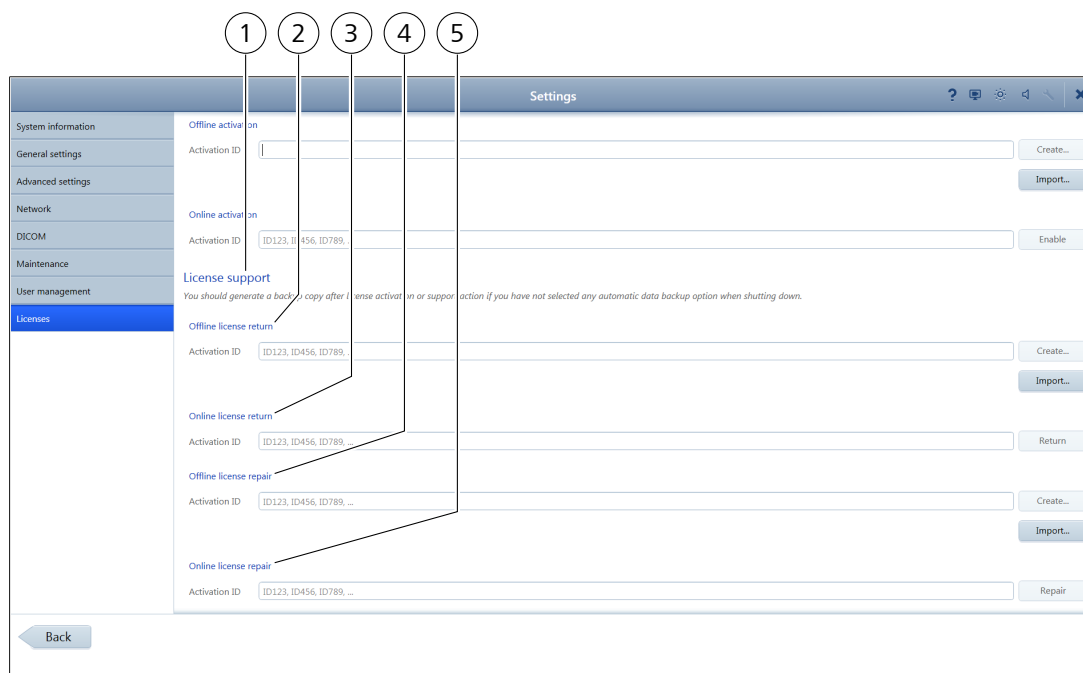 1 2 3 4 5
Settings
?
System information
General settings
Advanced settings
Network
DICOM
Maintenance
User management
Licenses
Offline activation
Activation ID Create...
Import...
Online activation
Activation ID ID123, ID456, ID789, ... Enable
License support
You should generate a backup copy after license activation or support action if you have not selected any automatic data backup option when shutting down.
Offline license return
Activation ID ID123, ID456, ID789, ... Create...
Import...
Online license return
Activation ID ID123, ID456, ID789, ... Return
Offline license repair
Activation ID ID123, ID456, ID789, ... Create...
Import...
Online license repair
Activation ID ID123, ID456, ID789, ... Repair
Back